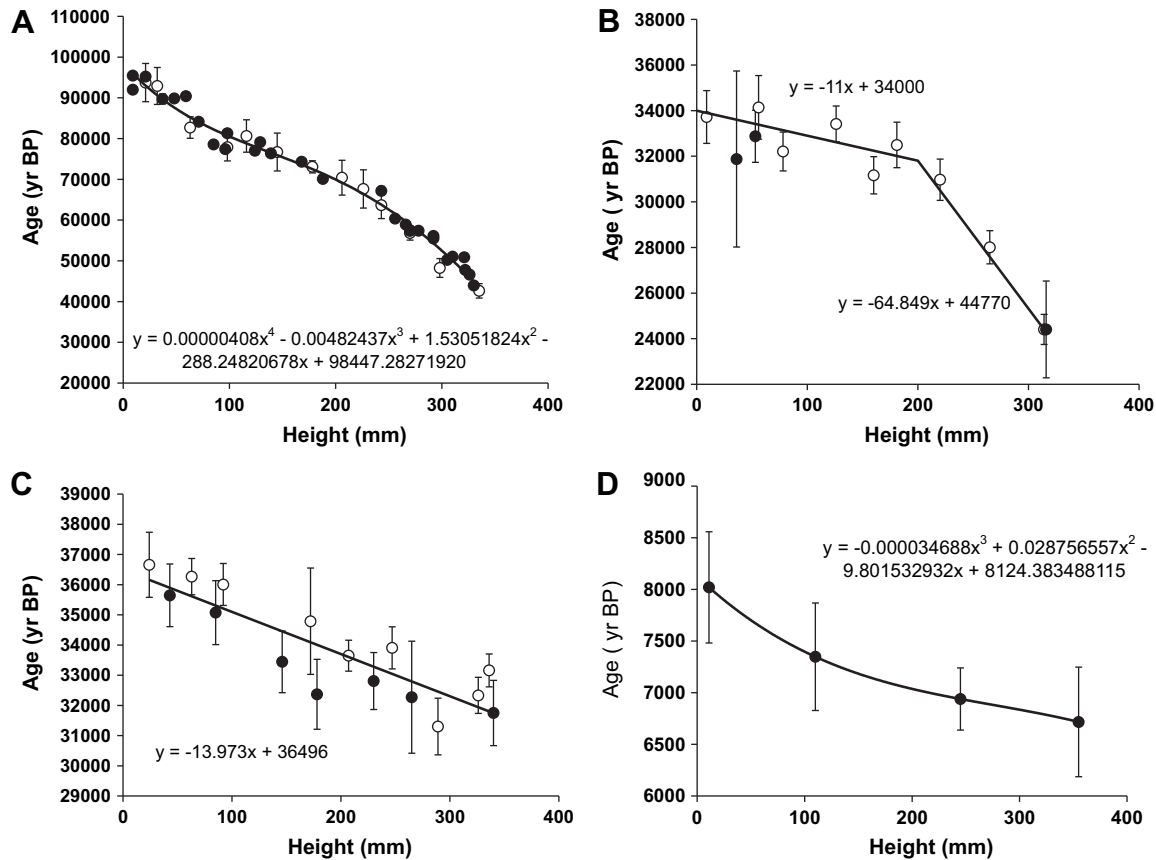 A
110000
100000
90000
80000
70000
60000
50000
40000
30000
20000
Age (yr BP)
y = 0.00000408x⁴ - 0.00482437x³ + 1.53051824x² -
288.24820678x + 98447.28271920
0 100 200 300 400
Height (mm)
B
38000
36000
34000
32000
30000
28000
26000
24000
22000
Age ( yr BP)
y = -11x + 34000
y = -64.849x + 44770
0 100 200 300 400
Height (mm)
C
39000
38000
37000
36000
35000
34000
33000
32000
31000
30000
29000
Age (yr BP)
y = -13.973x + 36496
0 100 200 300 400
Height (mm)
D
9000
8500
8000
7500
7000
6500
6000
Age ( yr BP)
y = -0.000034688x³ + 0.028756557x² -
9.801532932x + 8124.383488115
0 100 200 300 400
Height (mm)